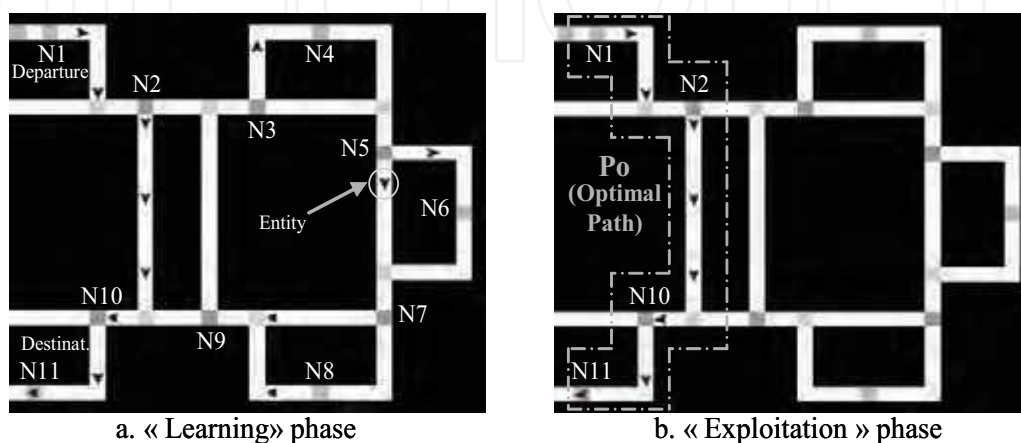 N1
Departure
N2
N4
N3
N5
Entity
N6
N10
N7
N9
Destinat.
N11
N8
a. « Learning» phase
N1
N2
Po
(Optimal
Path)
N10
N11
b. « Exploitation » phase